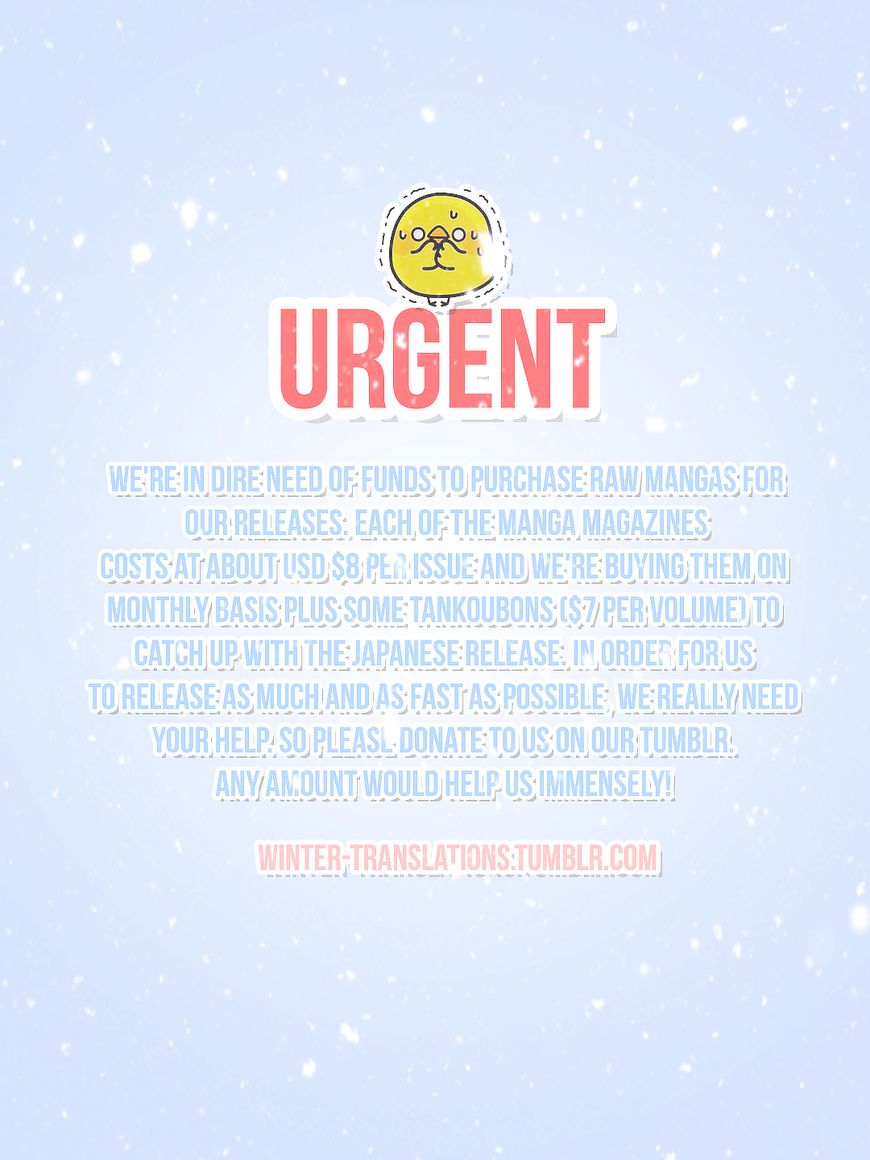 URGENT
WE'RE IN DIRE NEED OF FUNDS TO PURCHASE RAW MANGAS FOR
OUR RELEASES. EACH OF THE MANGA MAGAZINES
COSTS AT ABOUT USD $8 PER ISSUE AND WE'RE BUYING THEM ON
MONTHLY BASIS PLUS SOME TANKOUBONS ($7 PER VOLUME) TO
CATCH UP WITH THE JAPANESE RELEASE. IN ORDER FOR US
TO RELEASE AS MUCH AND AS FAST AS POSSIBLE, WE REALLY NEED
YOUR HELP. SO PLEASE DONATE TO US ON OUR TUMBLR.
ANY AMOUNT WOULD HELP US IMMENSELY!
WINTER-TRANSLATIONS.TUMBLR.COM